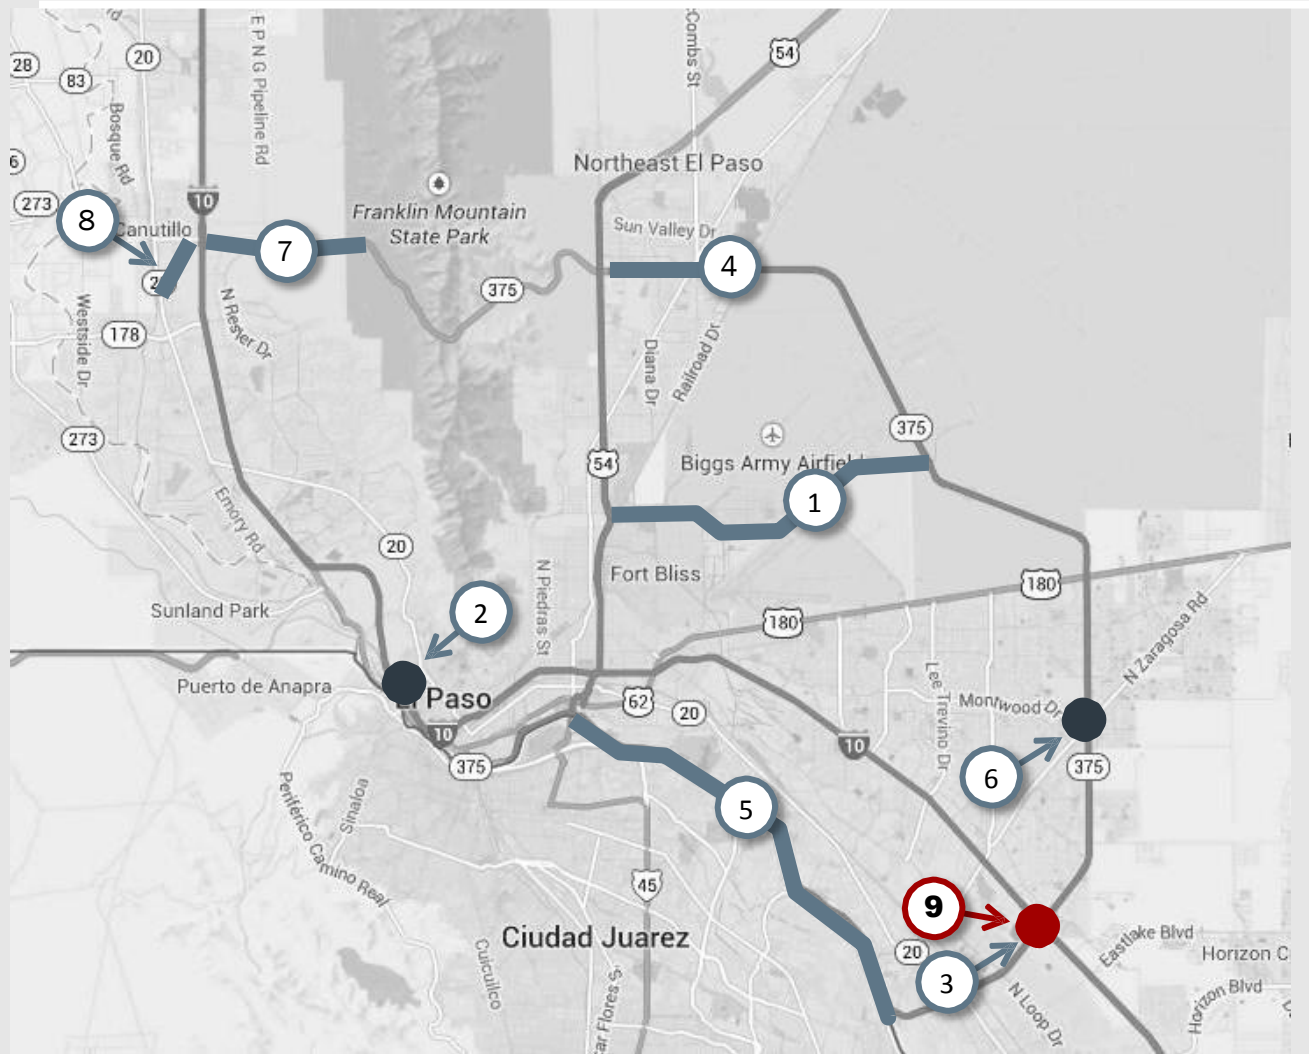 Combs St
E P N G Pipeline Rd
20
54
28
83
Bosque Rd
6
Northeast El Paso
273
10
8
Canutillo
Franklin Mountain
State Park
Sun Valley Dr
7
4
375
N Resler Dr
Westside Dr
178
Diana Dr
Railroad Dr
273
375
54
Biggs Army Airfield
1
Emory Rd
20
N Piedras St
Fort Bliss
180
2
Sunland Park
180
N Zaragosa Rd
Puerto de Anapra
El Paso
62
20
Lee Trevino Dr
Montwood Dr
10
10
375
6
375
5
Periférico Camino Real
Sinaloa
45
9
Ciudad Juarez
20
Eastlake Blvd
Horizon C
3
Cuicuilco
car Flores S
N Loop Dr
Horizon Blvd